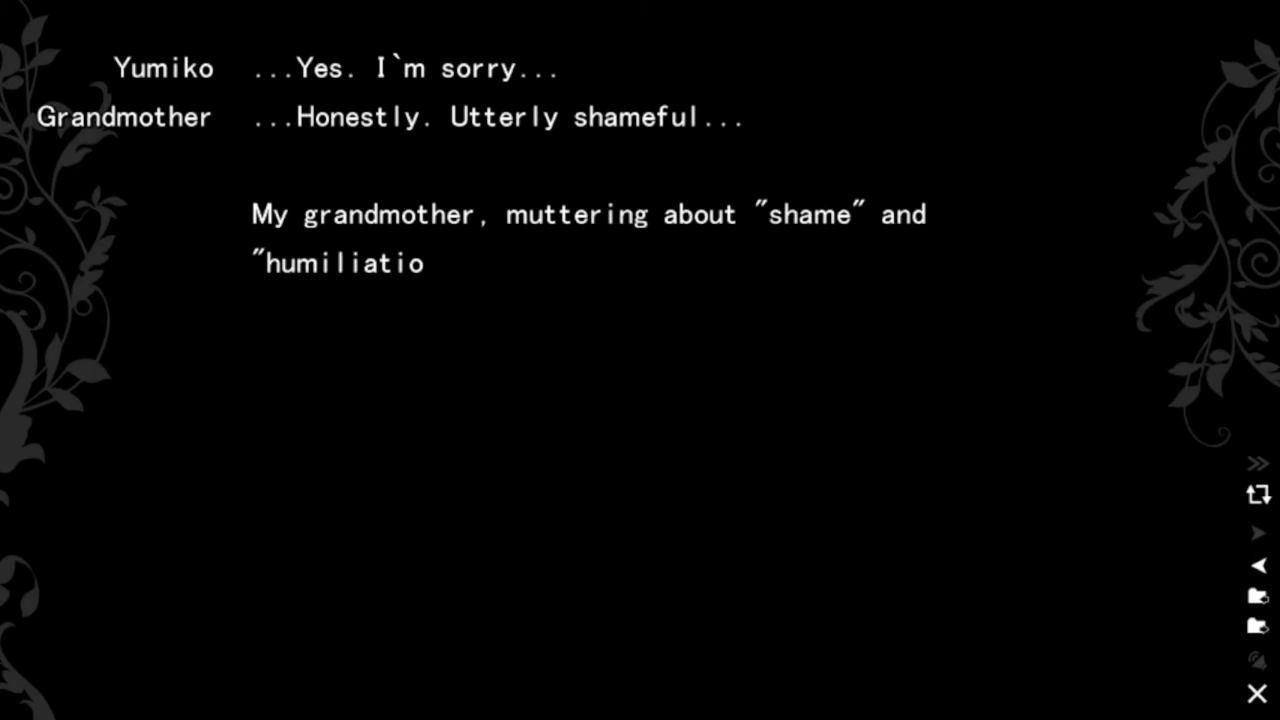 Yumiko ...Yes. I`m sorry...
Grandmother ...Honestly. Utterly shameful...
My grandmother, muttering about "shame" and
"humiliatio